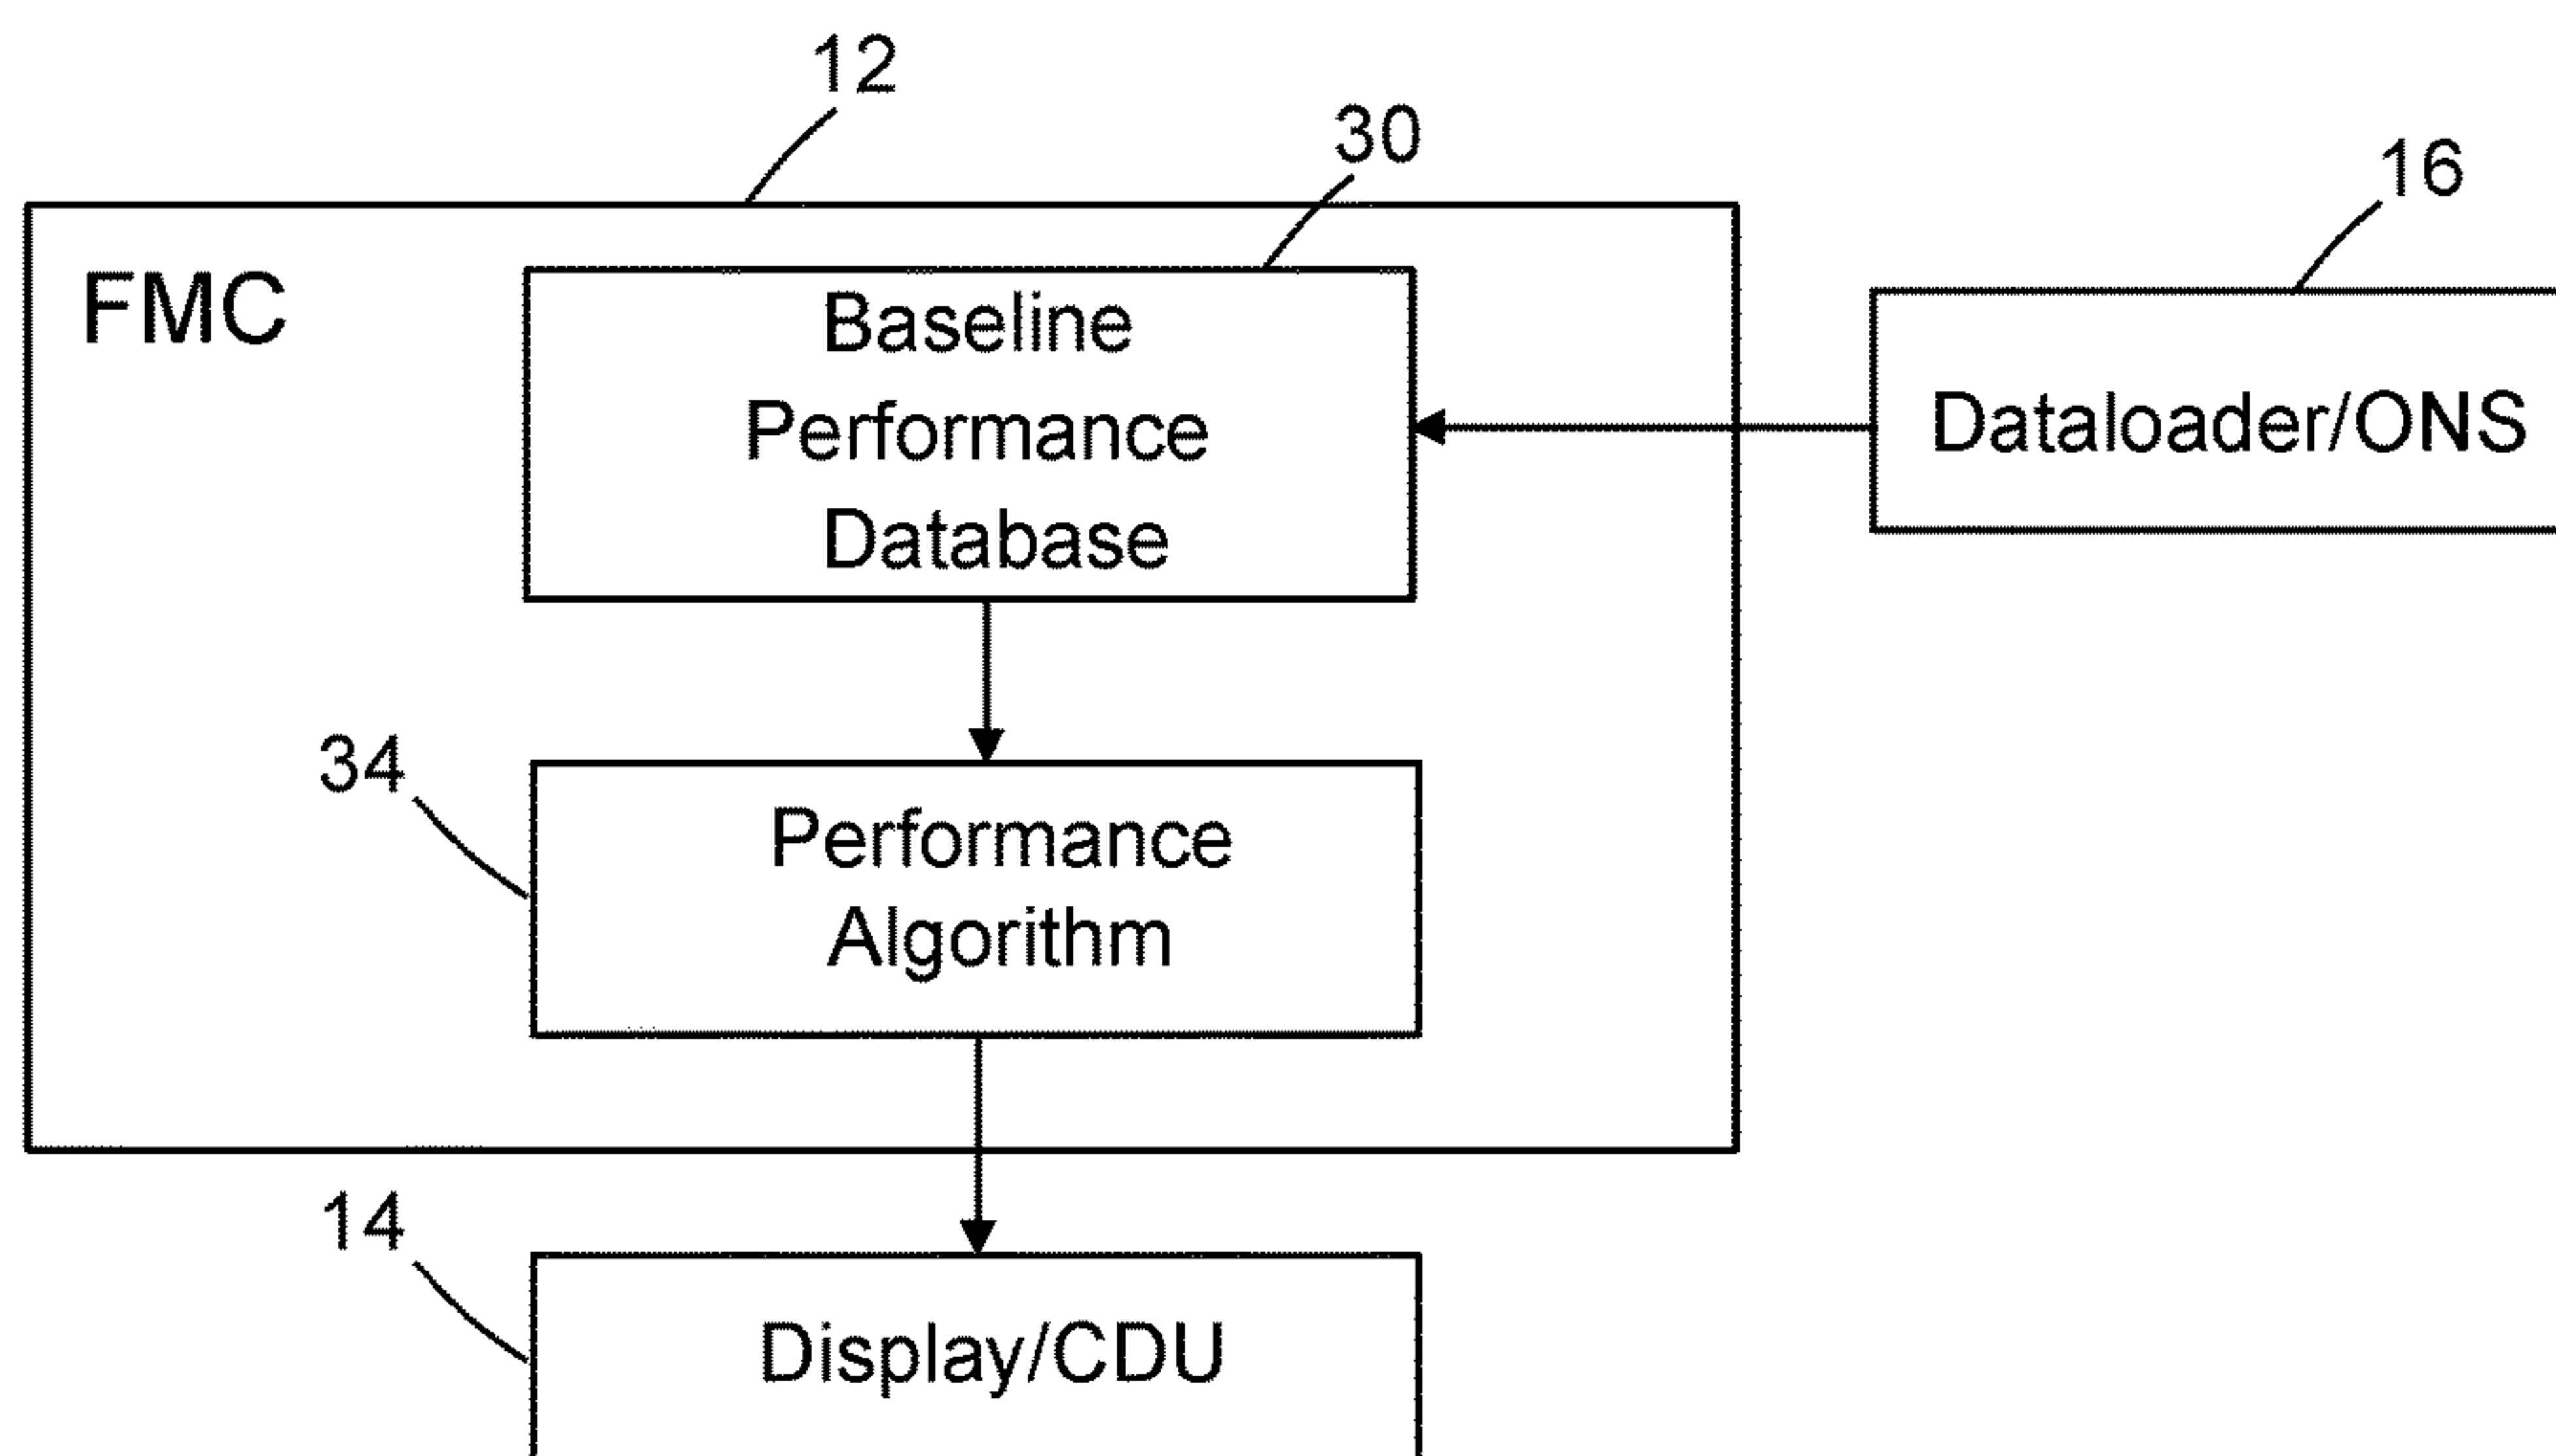 12
30
16
FMC
Baseline
Performance
Database
Dataloader/ONS
34
Performance
Algorithm
14
Display/CDU